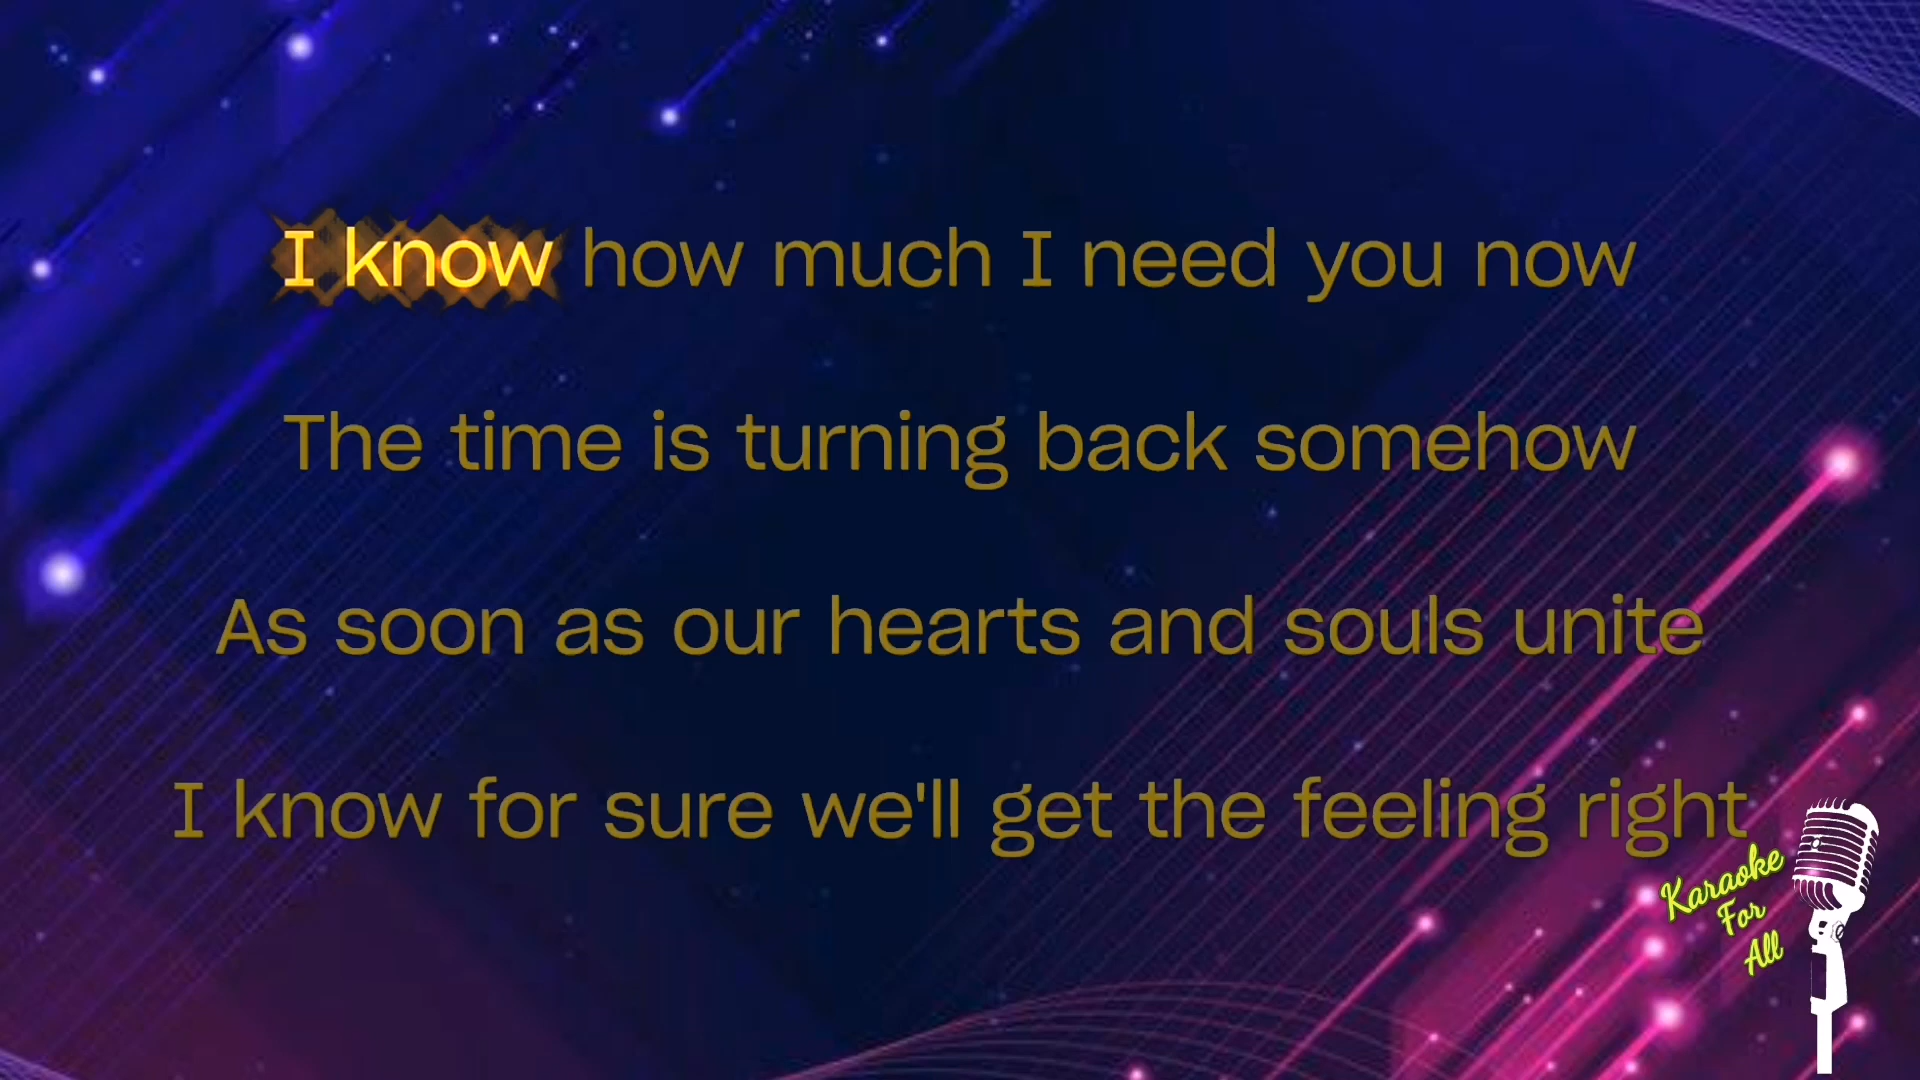 I know how much I need you now
The time is turning back somehow
As soon as our hearts and souls unite
I know for sure we'll get the feeling right
Karaoke
For
All